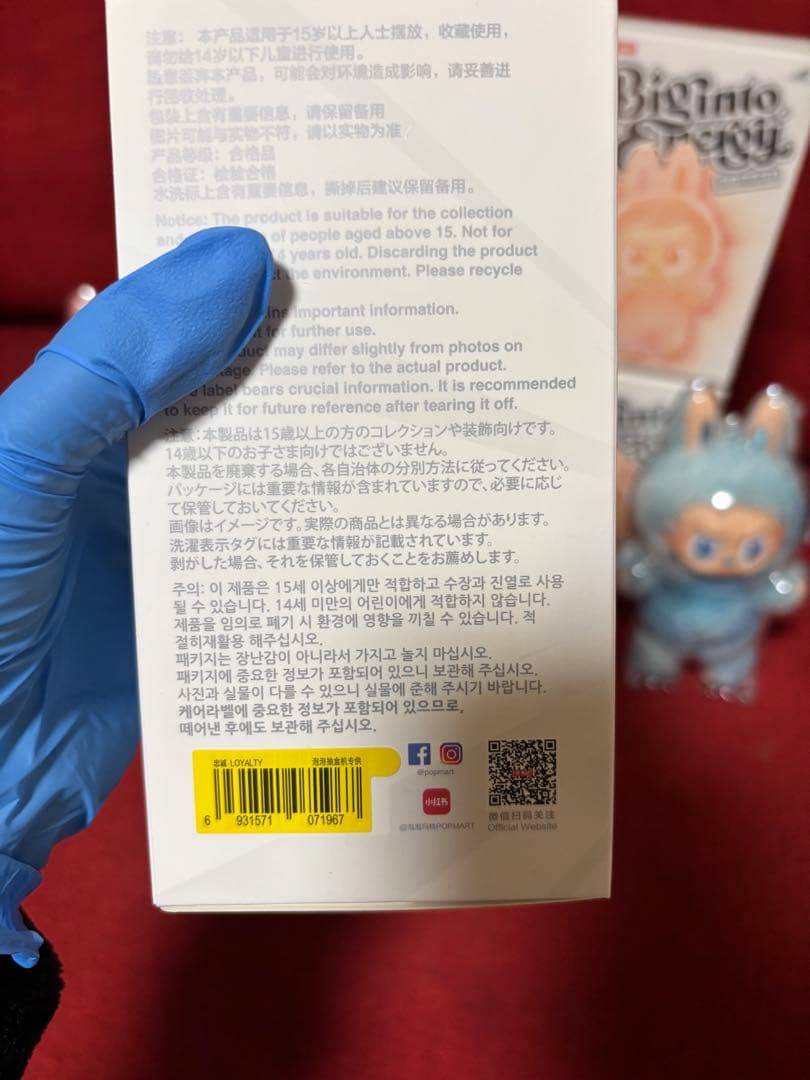 注意： 本产品适用于15岁以上人士摆放，收藏使用，
请勿给14岁以下儿童进行使用。
随意丢弃本产品，可能会对环境造成影响，请妥善进
行回收处理。
包装上含有重要信息，请保留备用
图片可能与实物不符，请以实物为准
产品等级：合格品
合格证：检验合格
水洗标上含有重要信息，撕掉后建议保留备用。
Notice: The product is suitable for the collection
of people aged above 15. Not for
4 years old. Discarding the product
the environment. Please recycle
important information.
for further use.
may differ slightly from photos on
Please refer to the actual product.
label bears crucial information. It is recommended
to keep it for future reference after tearing it off.
注意：本製品は15歳以上の方のコレクションや装飾向けです。
14歳以下のお子さま向けではございません。
本製品を廃棄する場合、各自治体の分別方法に従ってください。
パッケージには重要な情報が含まれていますので、必要に応じ
て保管しておいてください。
画像はイメージです。実際の商品とは異なる場合があります。
洗濯表示タグには重要な情報が記載されています。
剥がした場合、それを保管しておくことをお薦めします。
주의: 이 제품은 15세 이상에게만 적합하고 수장과 진열로 사용
될 수 있습니다. 14세 미만의 어린이에게 적합하지 않습니다.
제품을 임의로 폐기 시 환경에 영향을 끼칠 수 있습니다. 적
절히재활용 해주십시오.
패키지는 장난감이 아니라서 가지고 놀지 마십시오.
패키지에 중요한 정보가 포함되어 있으니 보관해 주십시오.
사진과 실물이 다를 수 있으니 실물에 준해 주시기 바랍니다.
케어라벨에 중요한 정보가 포함되어 있으므로,
떼어낸 후에도 보관해 주십시오.
忠誠 LOYALTY 泡泡抽盒机专供
6 931571 071967
@popmart
小红书
@泡泡玛特POPMART
微信扫码关注
Official Website
Big into
Energy